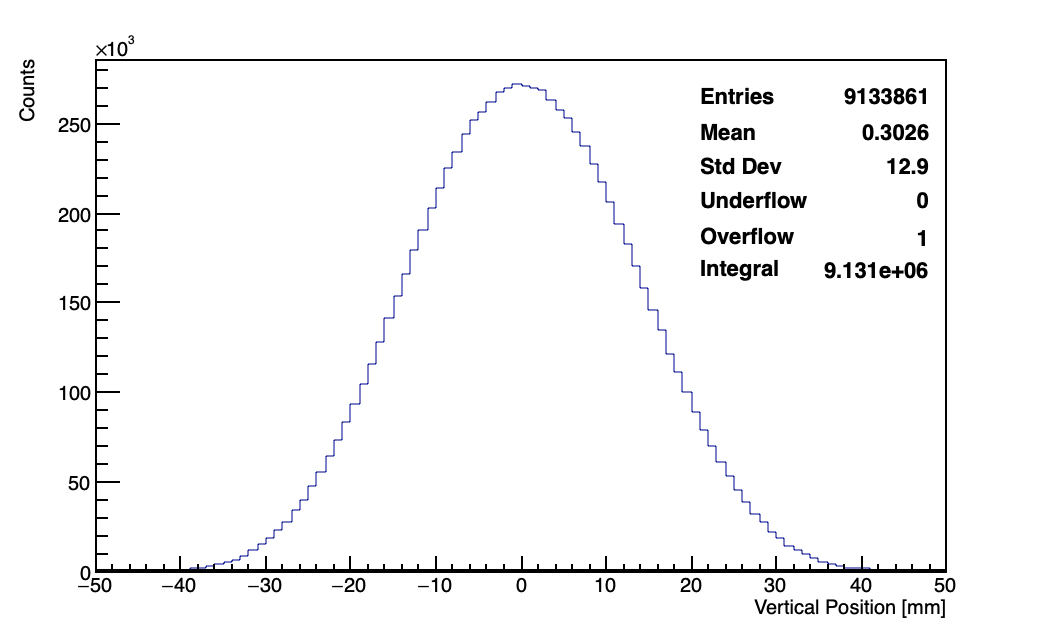 ×10³
Counts
250
200
150
100
50
0
Entries 9133861
Mean 0.3026
Std Dev 12.9
Underflow 0
Overflow 1
Integral 9.131e+06
−50 −40 −30 −20 −10 0 10 20 30 40 50
Vertical Position [mm]